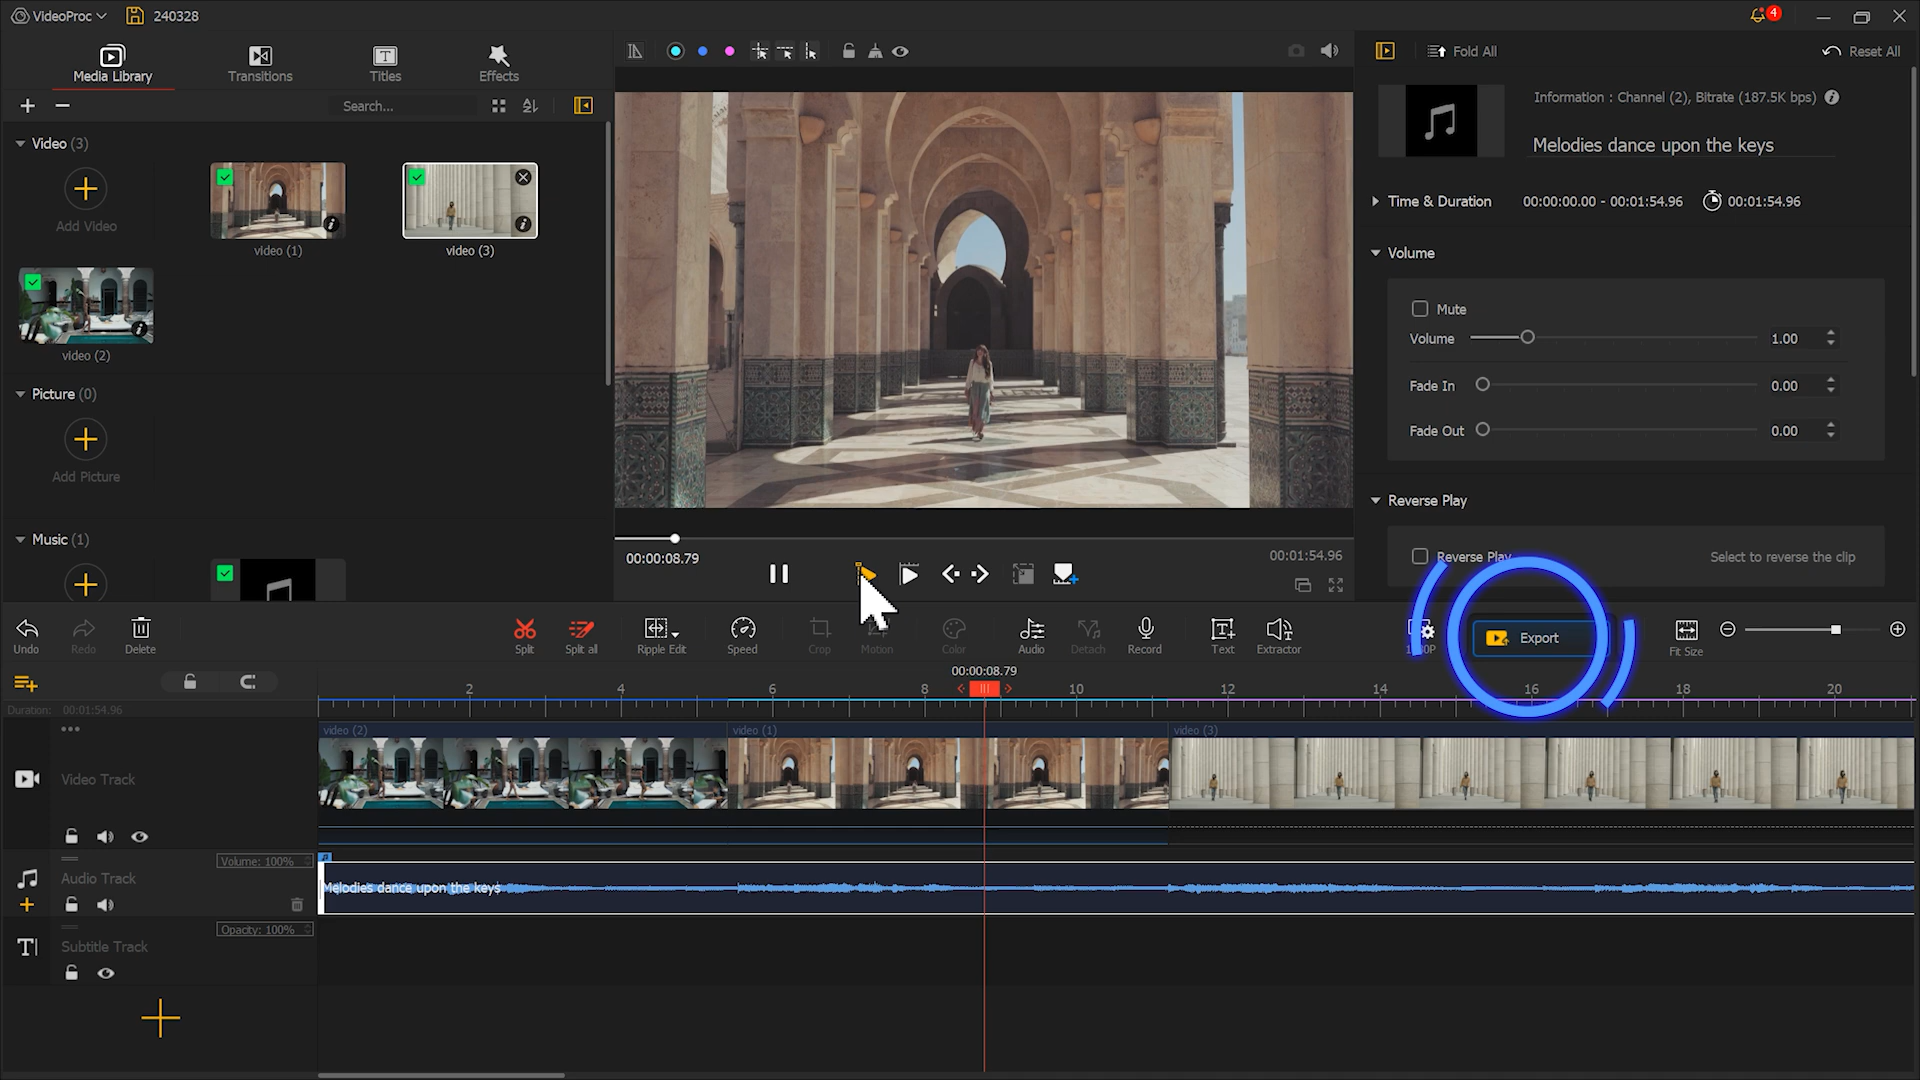 VideoProc
240328
4
Media Library
Transitions
Titles
Effects
Search...
Video (3)
Add Video
video (1)
video (3)
video (2)
Picture (0)
Add Picture
Music (1)
00:00:08.79
00:01:54.96
Fold All
Reset All
Information : Channel (2), Bitrate (187.5K bps)
Melodies dance upon the keys
Time & Duration
00:00:00.00 - 00:01:54.96
00:01:54.96
Volume
Mute
Volume
1.00
Fade In
0.00
Fade Out
0.00
Reverse Play
Reverse Play
Select to reverse the clip
Undo
Redo
Delete
Split
Split all
Ripple Edit
Speed
Crop
Motion
Color
Audio
Detach
Record
Text
Extractor
Export
Fit Size
00:00:08.79
2
4
6
8
10
12
14
16
18
20
Duration: 00:01:54.96
video (2)
video (1)
video (3)
Video Track
Volume: 100%
Audio Track
Melodies dance upon the keys
Opacity: 100%
Subtitle Track